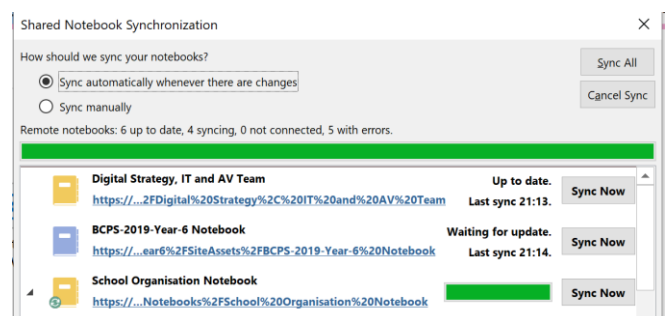 Shared Notebook Synchronization
How should we sync your notebooks?
Sync automatically whenever there are changes
Sync manually
Sync All
Cancel Sync
Remote notebooks: 6 up to date, 4 syncing, 0 not connected, 5 with errors.
Digital Strategy, IT and AV Team
https://...2FDigital%20Strategy%2C%20IT%20and%20AV%20Team
Up to date.
Last sync 21:13.
Sync Now
BCPS-2019-Year-6 Notebook
https://...ear6%2FSiteAssets%2FBCPS-2019-Year-6%20Notebook
Waiting for update.
Last sync 21:14.
Sync Now
School Organisation Notebook
https://...Notebooks%2FSchool%20Organisation%20Notebook
Sync Now